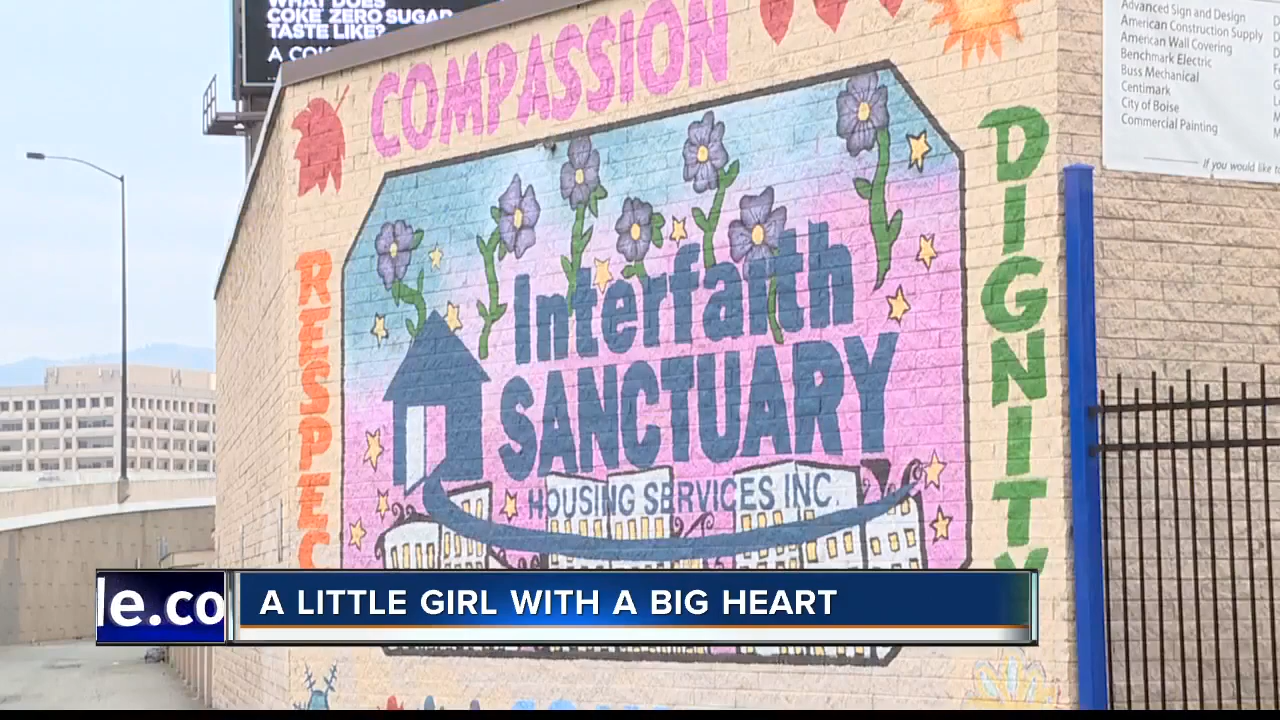 WHAT DOES
COKE ZERO SUGAR
TASTE LIKE?
COMPASSION
RESPEC
DIGNITY
Interfaith
SANCTUARY
HOUSING SERVICES INC.
Advanced Sign and Design
American Construction Supply
American Wall Covering
Benchmark Electric
Buss Mechanical
Centimark
City of Boise
Commercial Painting
If you would like to
le.co
A LITTLE GIRL WITH A BIG HEART